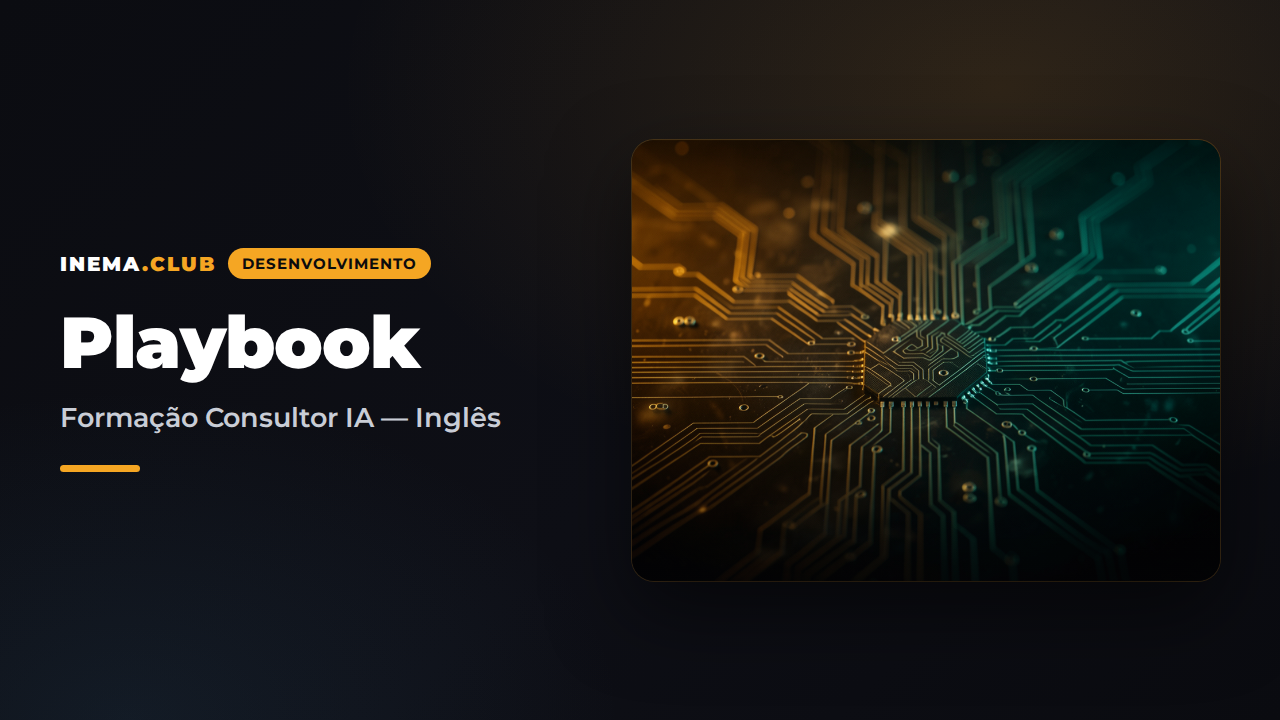 INEMA.CLUB DESENVOLVIMENTO
Playbook
Formação Consultor IA — Inglês